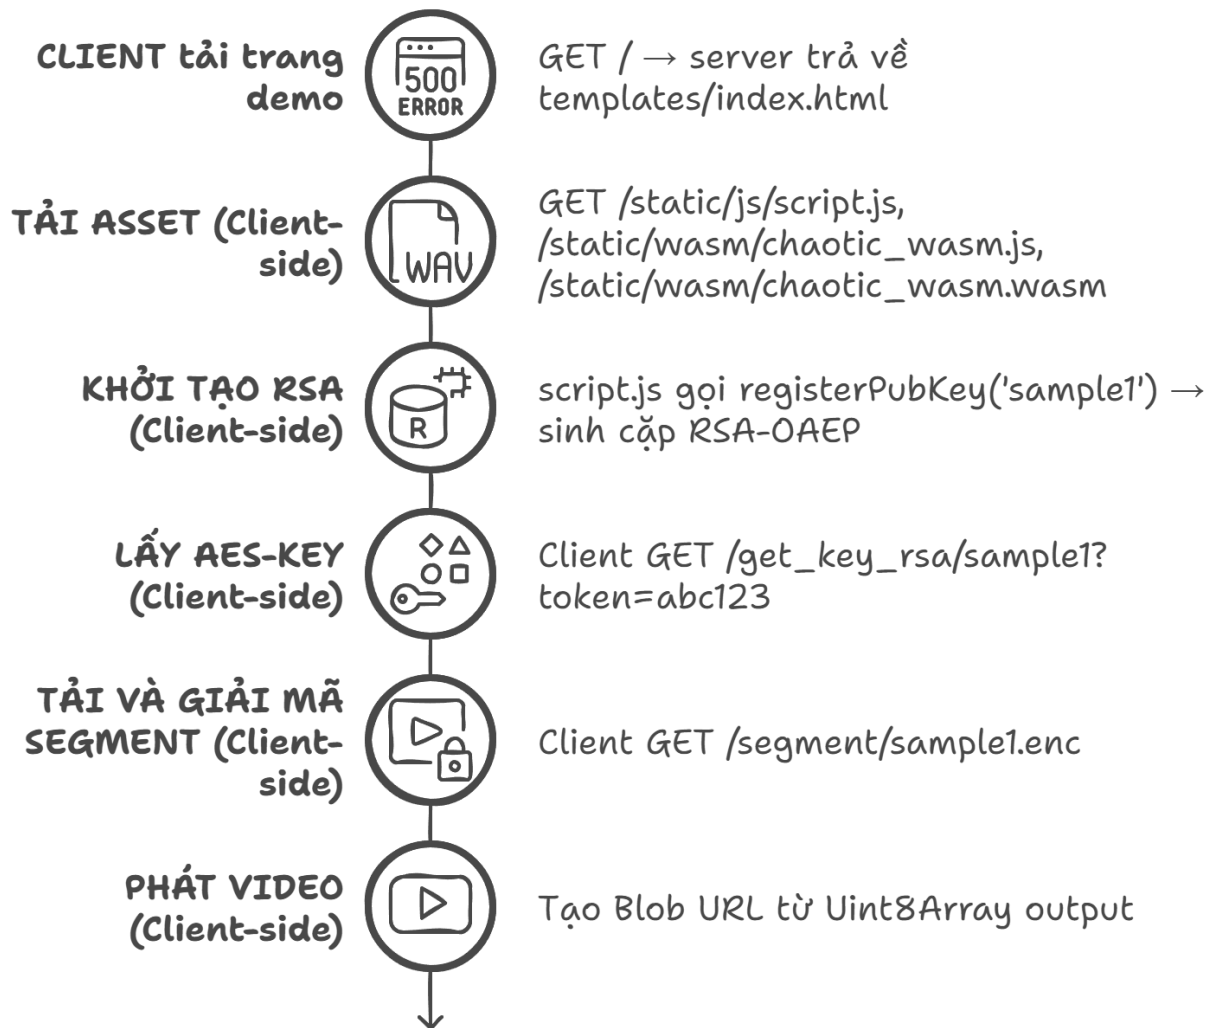 CLIENT tải trang
demo
500
ERROR
GET / → server trả về
templates/index.html
TẢI ASSET (Client-
side)
WAV
GET /static/js/script.js,
/static/wasm/chaotic_wasm.js,
/static/wasm/chaotic_wasm.wasm
KHỞI TẠO RSA
(Client-side)
R
script.js gọi registerPubKey('sample1') →
sinh cặp RSA-OAEP
LẤY AES-KEY
(Client-side)
Client GET /get_key_rsa/sample1?
token=abc123
TẢI VÀ GIẢI MÃ
SEGMENT (Client-
side)
Client GET /segment/sample1.enc
PHÁT VIDEO
(Client-side)
Tạo Blob URL từ Uint8Array output